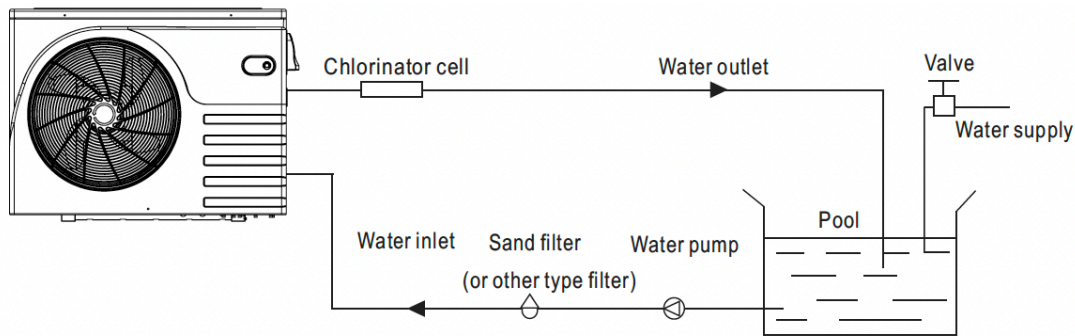 Chlorinator cell
Water outlet
Valve
Water supply
Pool
Water inlet
Sand filter
(or other type filter)
Water pump